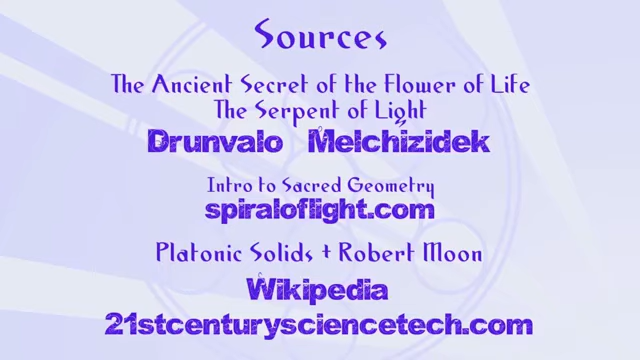 Sources
The Ancient Secret of the Flower of Life
The Serpent of Light
Drunvalo Melchizidek
Intro to Sacred Geometry
spiraloflight.com
Platonic Solids + Robert Moon
Wikipedia
21stcenturysciencetech.com